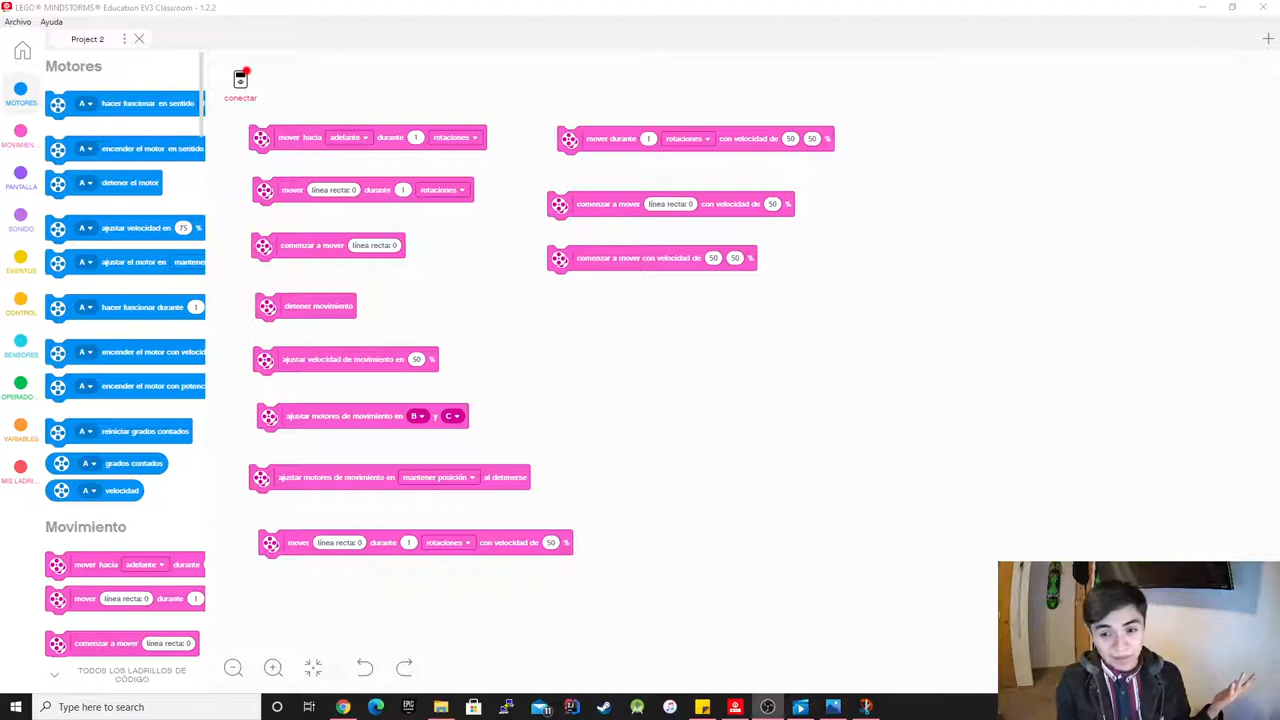 LEGO® MINDSTORMS® Education EV3 Classroom - 1.2.2
Archivo Ayuda
Project 2
MOTORES
MOVIMIEN...
PANTALLA
SONIDO
EVENTOS
CONTROL
SENSORES
OPERADO...
VARIABLES
MIS LADRI...
Motores
A hacer funcionar en sentido
A encender el motor en sentido
A detener el motor
A ajustar velocidad en 75 %
A ajustar el motor en
A hacer funcionar durante 1
A encender el motor con
A encender el motor con
A reiniciar grados contados
A grados contados
A velocidad
Movimiento
mover hacia adelante durante
mover línea recta: 0 durante 1
comenzar a mover línea recta: 0
TODOS LOS LADRILLOS DE
CÓDIGO
conectar
mover hacia adelante durante 1 rotaciones
mover línea recta: 0 durante 1 rotaciones
comenzar a mover línea recta: 0
detener movimiento
ajustar velocidad de movimiento en 50 %
ajustar motores de movimiento en B y C
ajustar motores de movimiento en mantener posición al detenerse
mover línea recta: 0 durante 1 rotaciones con velocidad de 50 %
mover durante 1 rotaciones con velocidad de 50 50 %
comenzar a mover línea recta: 0 con velocidad de 50 %
comenzar a mover con velocidad de 50 50 %
Type here to search
EPIC
11